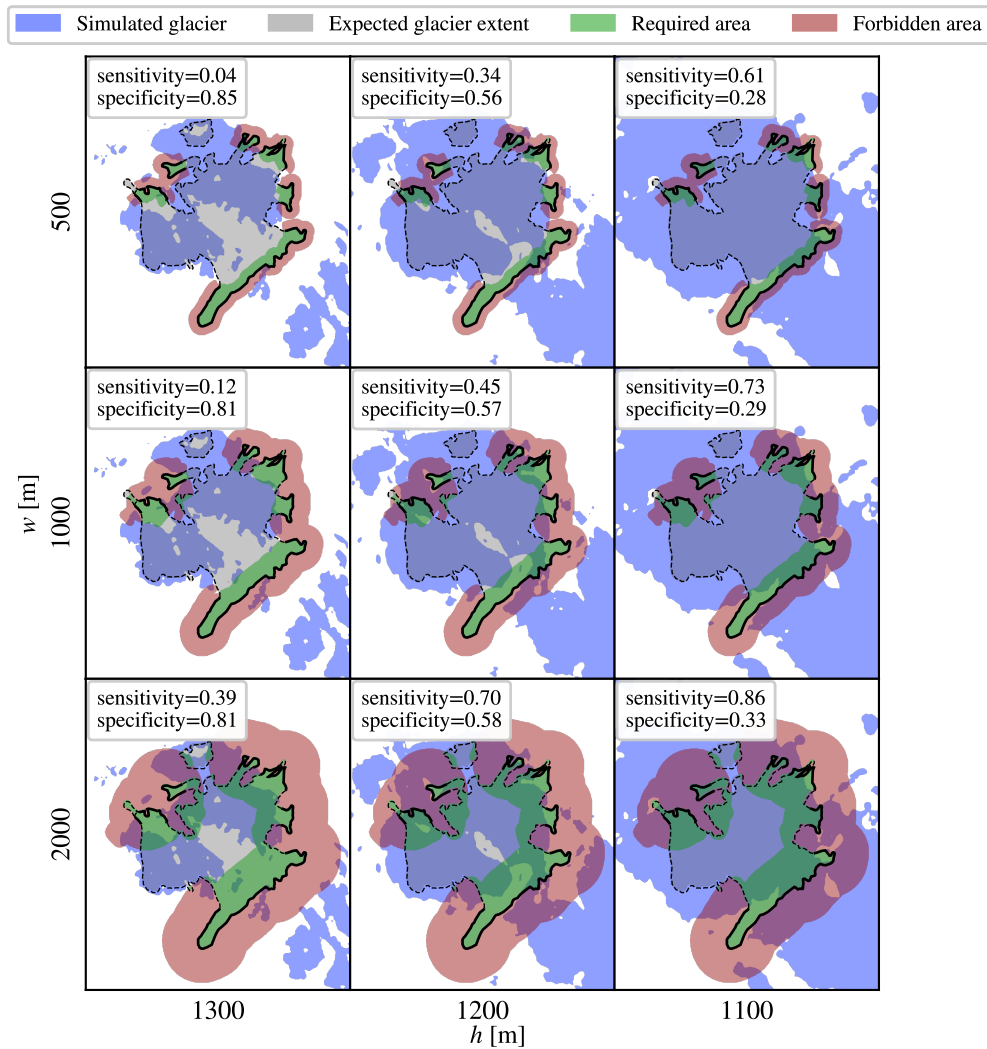 Simulated glacier Expected glacier extent Required area Forbidden area
sensitivity=0.04
specificity=0.85
sensitivity=0.34
specificity=0.56
sensitivity=0.61
specificity=0.28
500
sensitivity=0.12
specificity=0.81
sensitivity=0.45
specificity=0.57
sensitivity=0.73
specificity=0.29
w [m]
1000
sensitivity=0.39
specificity=0.81
sensitivity=0.70
specificity=0.58
sensitivity=0.86
specificity=0.33
2000
1300 1200 1100
h [m]